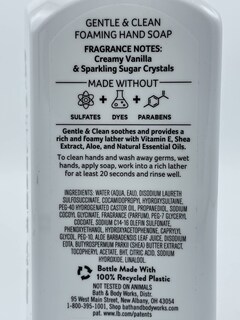 GENTLE & CLEAN
FOAMING HAND SOAP
FRAGRANCE NOTES:
Creamy Vanilla
& Sparkling Sugar Crystals
MADE WITHOUT
SULFATES DYES PARABENS
Gentle & Clean soothes and provides a
rich and foamy lather with Vitamin E, Shea
Extract, Aloe, and Natural Essential Oils.
To clean hands and wash away germs, wet
hands, apply soap, work into a rich lather
for at least 20 seconds and rinse well.
INGREDIENTS: WATER (AQUA, EAU), DISODIUM LAURETH
SULFOSUCCINATE, COCAMIDOPROPYL HYDROXYSULTAINE,
PEG-40 HYDROGENATED CASTOR OIL, PROPANEDIOL, SODIUM
COCOYL GLYCINATE, FRAGRANCE (PARFUM), PEG-7 GLYCERYL
COCOATE, SODIUM C14-16 OLEFIN SULFONATE,
PHENOXYETHANOL, HYDROXYACETOPHENONE, CAPRYLYL
GLYCOL, PEG-10, ALOE BARBADENSIS LEAF JUICE, DISODIUM
EDTA, BUTYROSPERMUM PARKII (SHEA) BUTTER EXTRACT,
TOCOPHERYL ACETATE, BHT, CITRIC ACID, SODIUM
HYDROXIDE, LINALOOL.
Bottle Made With
100% Recycled Plastic
NOT TESTED ON ANIMALS
Bath & Body Works, Distr.
95 West Main Street, New Albany, OH 43054
1-800-395-1001, Shop bathandbodyworks.com
pat. www.lb.com/patents